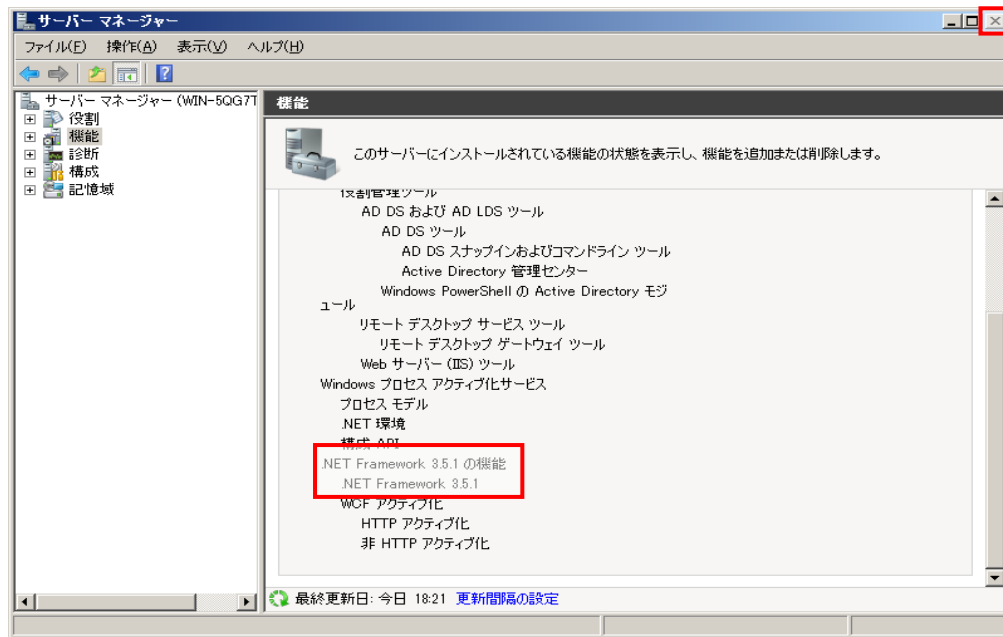 サーバー マネージャー
ファイル(F) 操作(A) 表示(V) ヘルプ(H)
サーバー マネージャー (WIN-5QG7T
役割
機能
診断
構成
記憶域
機能
このサーバーにインストールされている機能の状態を表示し、機能を追加または削除します。
役割管理ツール
AD DS および AD LDS ツール
AD DS ツール
AD DS スナップインおよびコマンドライン ツール
Active Directory 管理センター
Windows PowerShell の Active Directory モジ
ュール
リモート デスクトップ サービス ツール
リモート デスクトップ ゲートウェイ ツール
Web サーバー (IIS) ツール
Windows プロセス アクティブ化サービス
プロセス モデル
.NET 環境
構成 API
.NET Framework 3.5.1 の機能
.NET Framework 3.5.1
WCF アクティブ化
HTTP アクティブ化
非 HTTP アクティブ化
最終更新日: 今日 18:21 更新間隔の設定